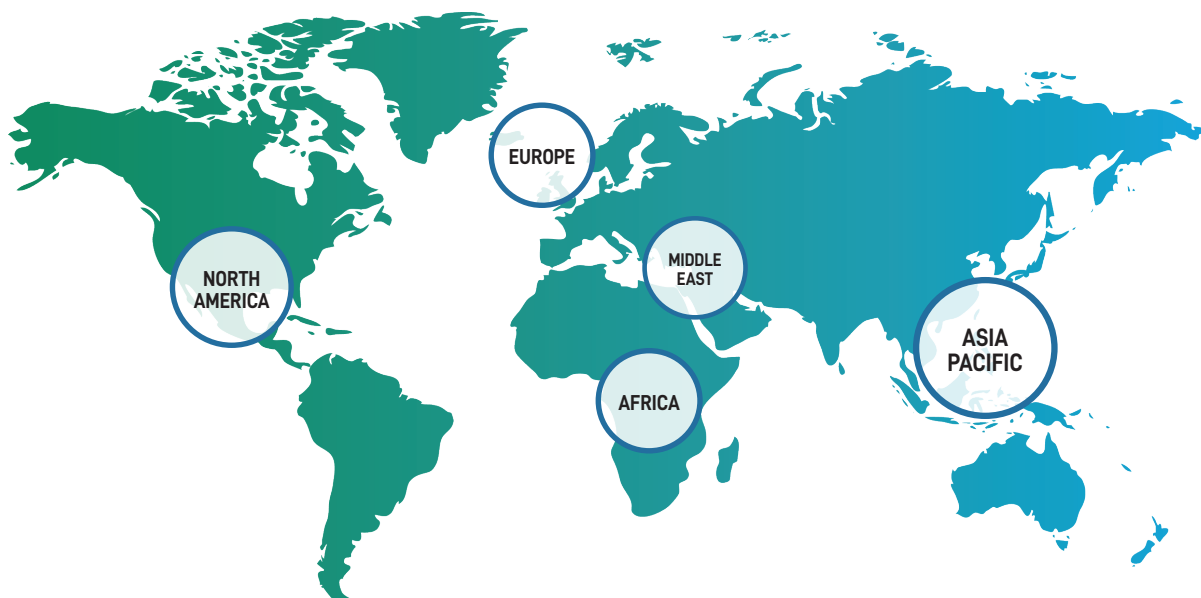 EUROPE
NORTH
AMERICA
MIDDLE
EAST
ASIA
PACIFIC
AFRICA